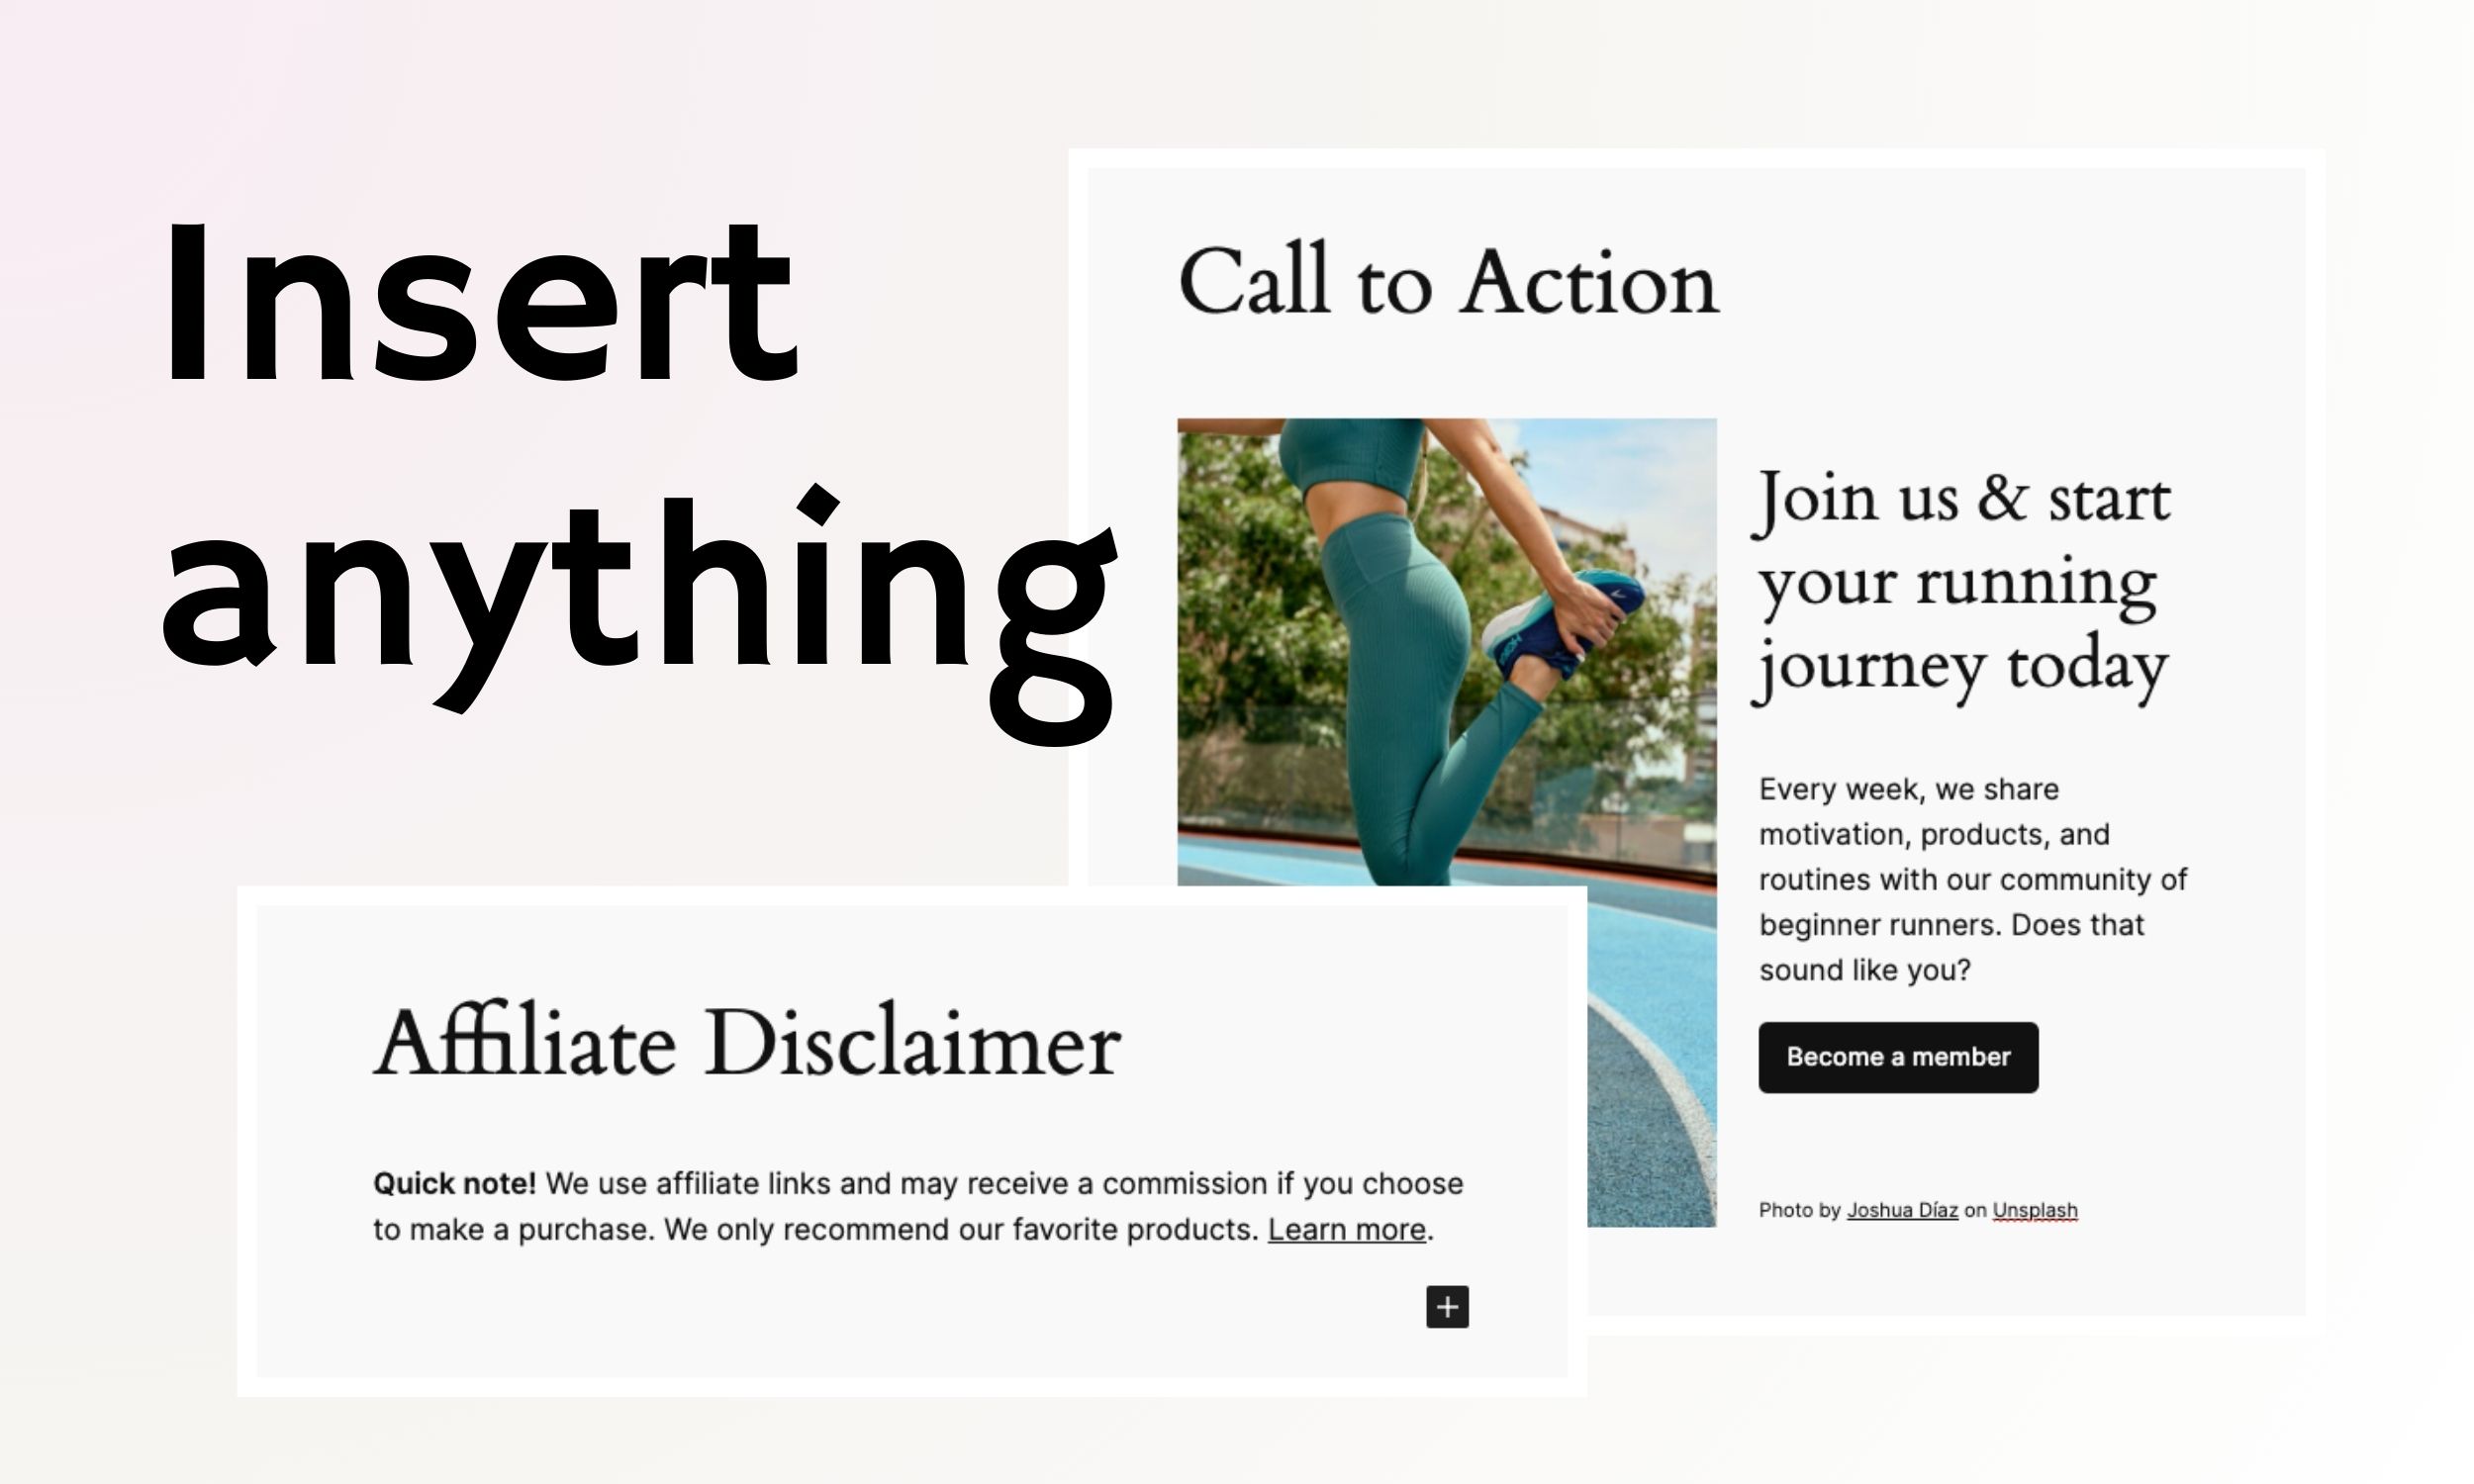 Insert
anything
Call to Action
Join us & start
your running
journey today
Every week, we share
motivation, products, and
routines with our community of
beginner runners. Does that
sound like you?
Become a member
Photo by Joshua Díaz on Unsplash
Affiliate Disclaimer
Quick note! We use affiliate links and may receive a commission if you choose
to make a purchase. We only recommend our favorite products. Learn more.